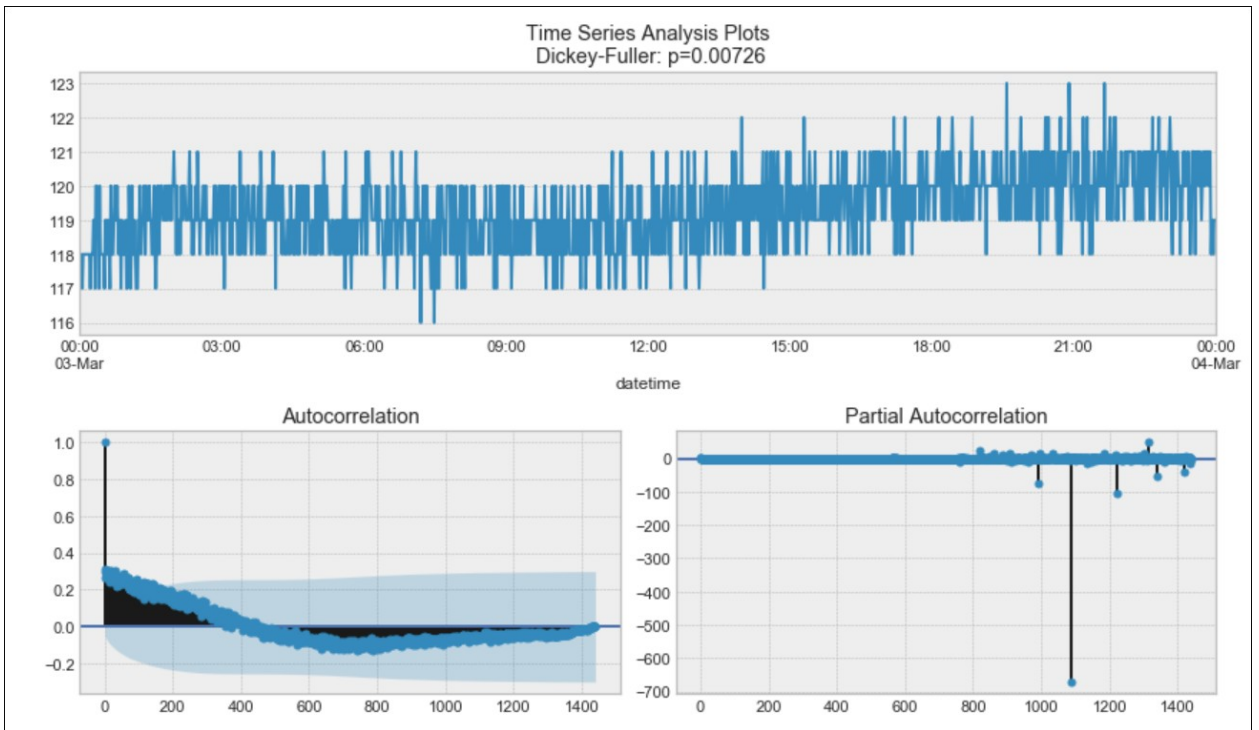 Time Series Analysis Plots
Dickey-Fuller: p=0.00726
123
122
121
120
119
118
117
116
00:00 03:00 06:00 09:00 12:00 15:00 18:00 21:00 00:00
03-Mar 04-Mar
datetime
Autocorrelation
1.0
0.8
0.6
0.4
0.2
0.0
−0.2
0 200 400 600 800 1000 1200 1400
Partial Autocorrelation
0
−100
−200
−300
−400
−500
−600
−700
0 200 400 600 800 1000 1200 1400